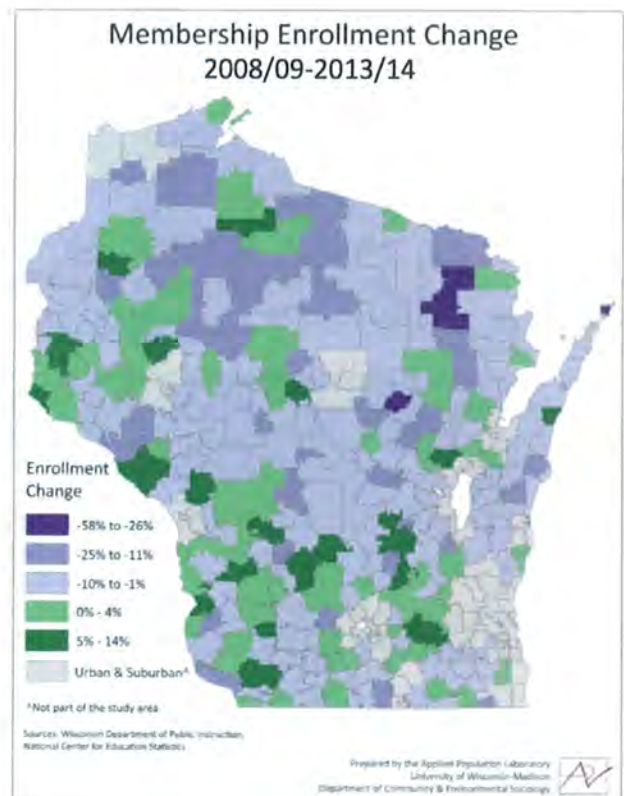 Membership Enrollment Change
2008/09-2013/14
Enrollment
Change
-58% to -26%
-25% to -11%
-10% to -1%
0% - 4%
5% - 14%
Urban & Suburban^
^Not part of the study area
Sources: Wisconsin Department of Public Instruction,
National Center for Education Statistics
Prepared by the Applied Population Laboratory
University of Wisconsin-Madison
Department of Community & Environmental Sociology